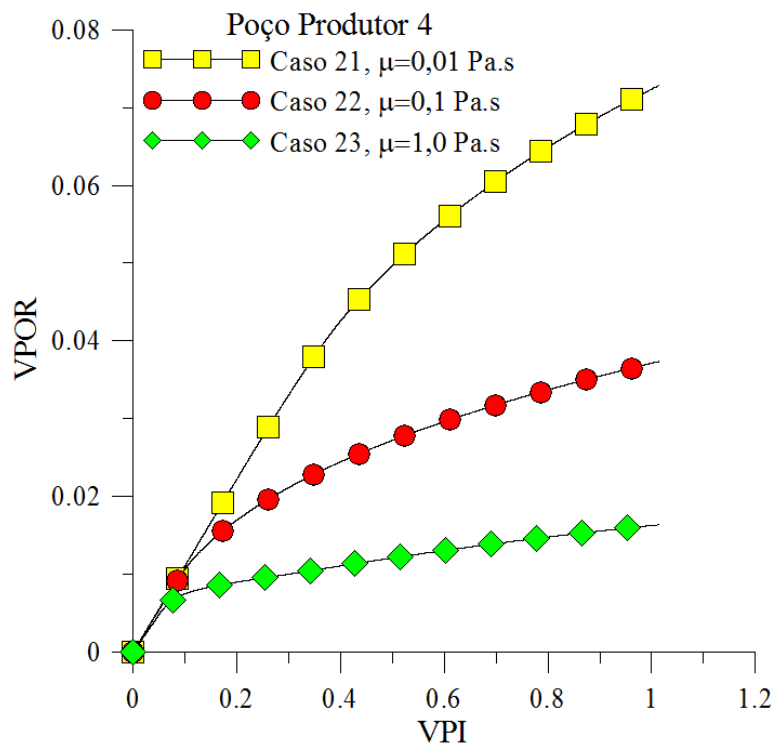 Poço Produtor 4
Caso 21, μ=0,01 Pa.s
Caso 22, μ=0,1 Pa.s
Caso 23, μ=1,0 Pa.s
0.08
0.06
0.04
0.02
0
VPOR
0 0.2 0.4 0.6 0.8 1 1.2
VPI